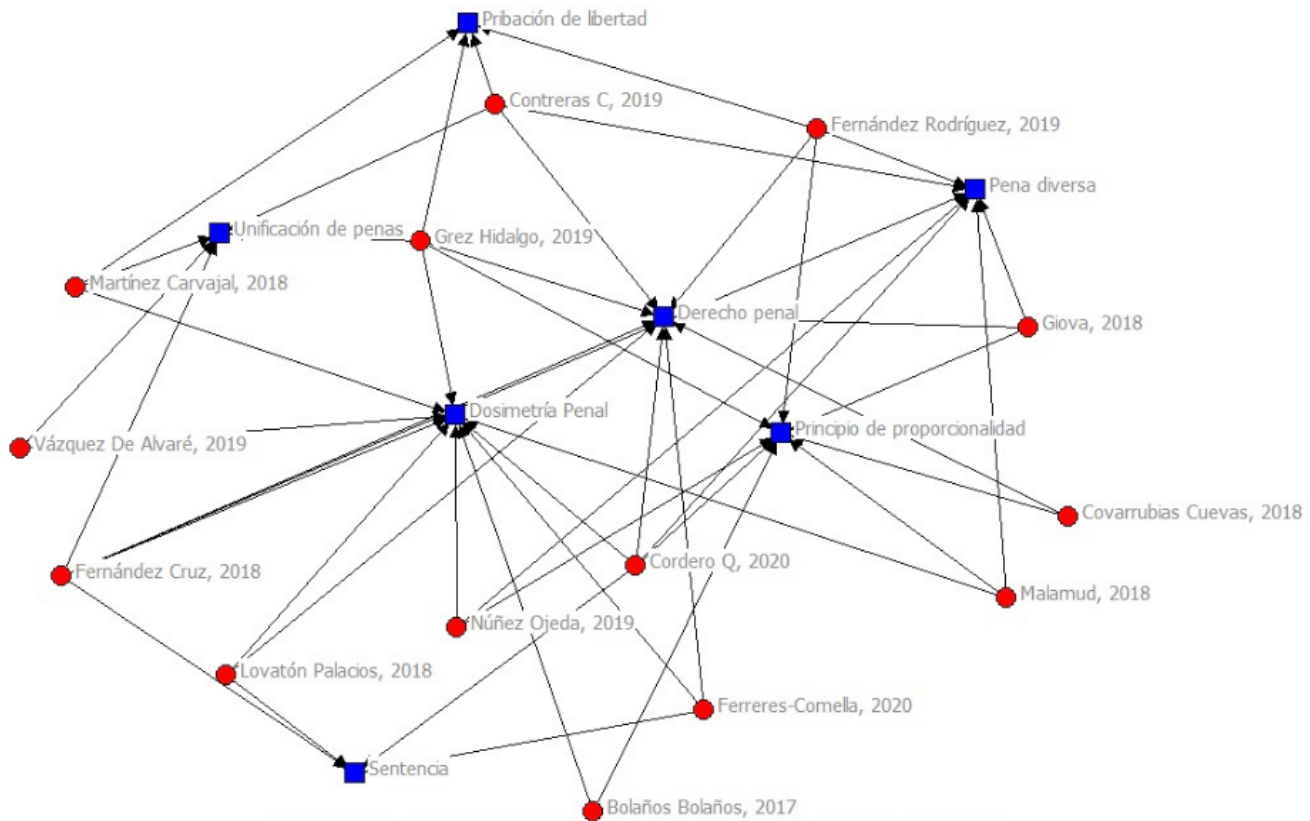 Pribación de libertad
Contreras C, 2019
Fernández Rodríguez, 2019
Pena diversa
Unificación de penas
Grez Hidalgo, 2019
Martínez Carvajal, 2018
Derecho penal
Giova, 2018
Dosimetría Penal
Principio de proporcionalidad
Vázquez De Alvaré, 2019
Covarrubias Cuevas, 2018
Cordero Q, 2020
Fernández Cruz, 2018
Malamud, 2018
Núñez Ojeda, 2019
Lovatón Palacios, 2018
Ferreres-Comella, 2020
Sentencia
Bolaños Bolaños, 2017